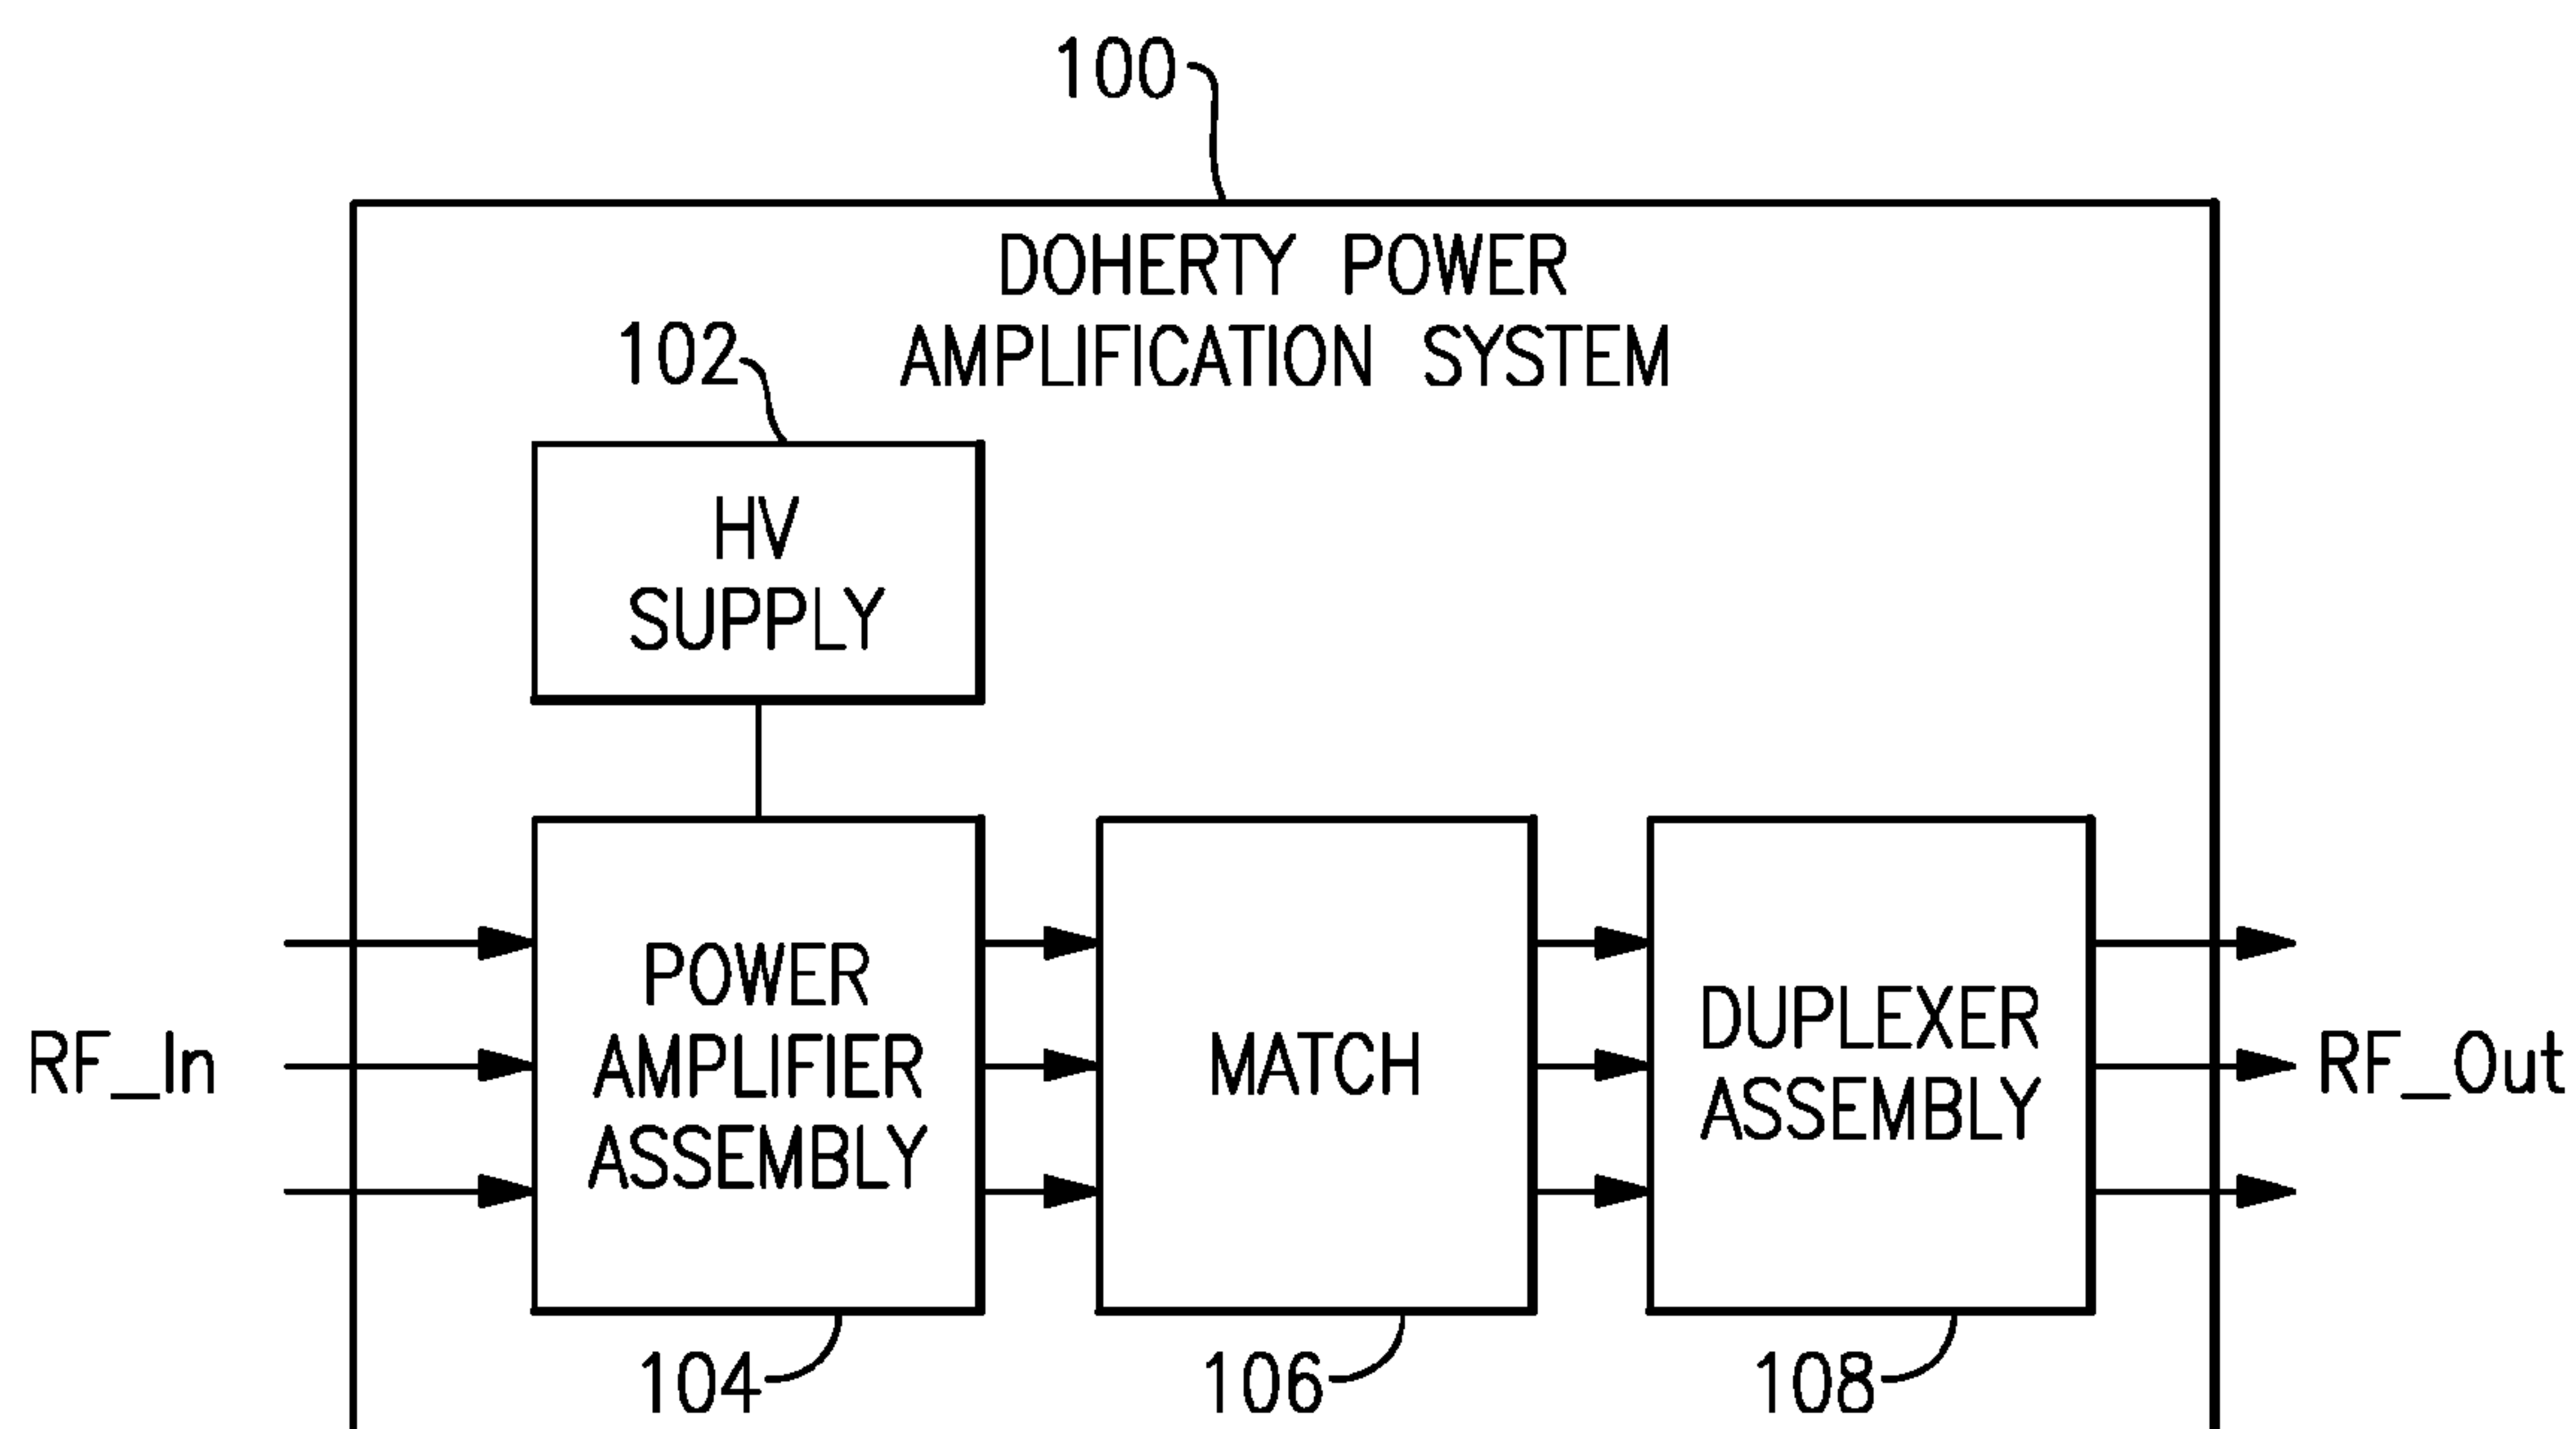 100
DOHERTY POWER
AMPLIFICATION SYSTEM
102
HV
SUPPLY
RF_In
POWER
AMPLIFIER
ASSEMBLY
MATCH
DUPLEXER
ASSEMBLY
RF_Out
104
106
108